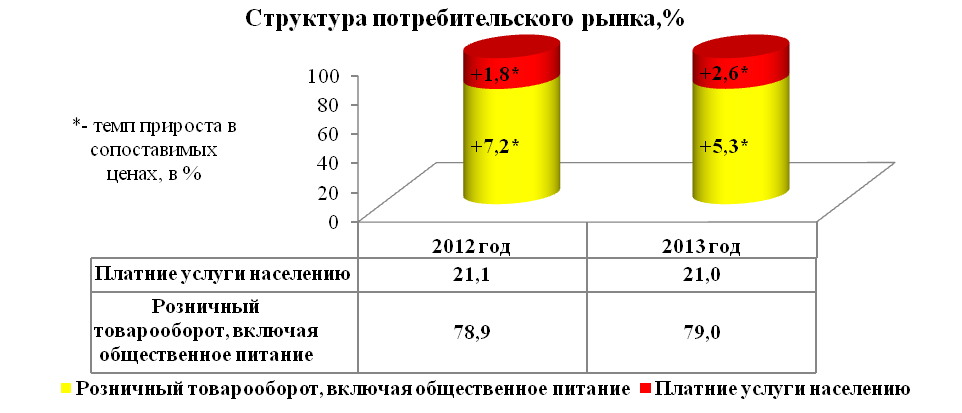 Структура потребительского рынка,%
+1,8*
+2,6*
100
80
60
40
20
0
*- темп прироста в
сопоставимых
ценах, в %
+7,2*
+5,3*
2012 год
2013 год
Платние услуги населению
21,1
21,0
Розничный
товарооборот, включая
общественное питание
78,9
79,0
Розничный товарооборот, включая общественное питание
Платние услуги населению